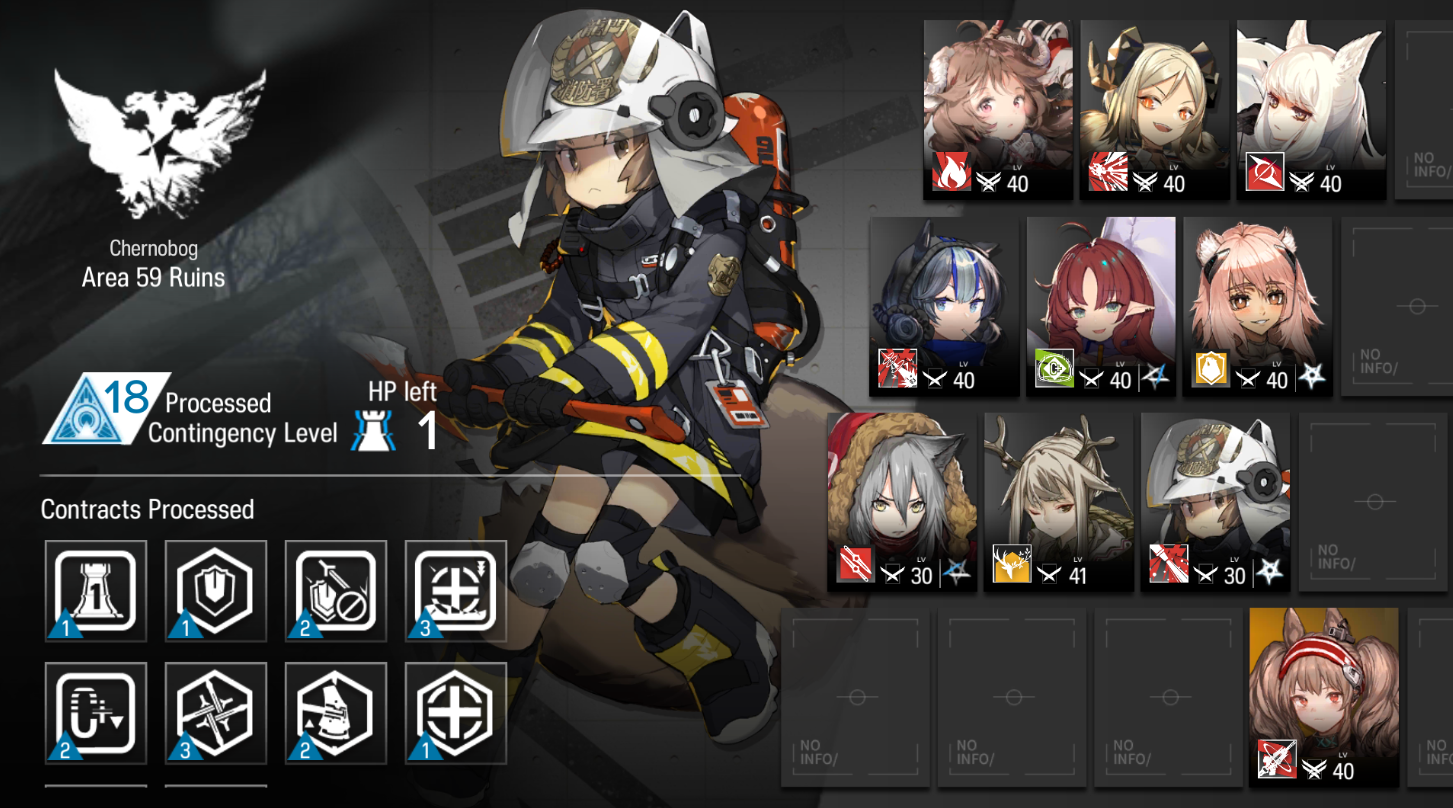 Chernobog
Area 59 Ruins
18
Processed
Contingency Level
HP left
1
Contracts Processed
1
1
1
2
3
2
3
2
1
LV
40
LV
40
LV
40
NO
INFO/
LV
40
LV
40
LV
40
NO
INFO/
LV
30
LV
41
LV
30
NO
INFO/
NO
INFO/
NO
INFO/
NO
INFO/
LV
40
NO